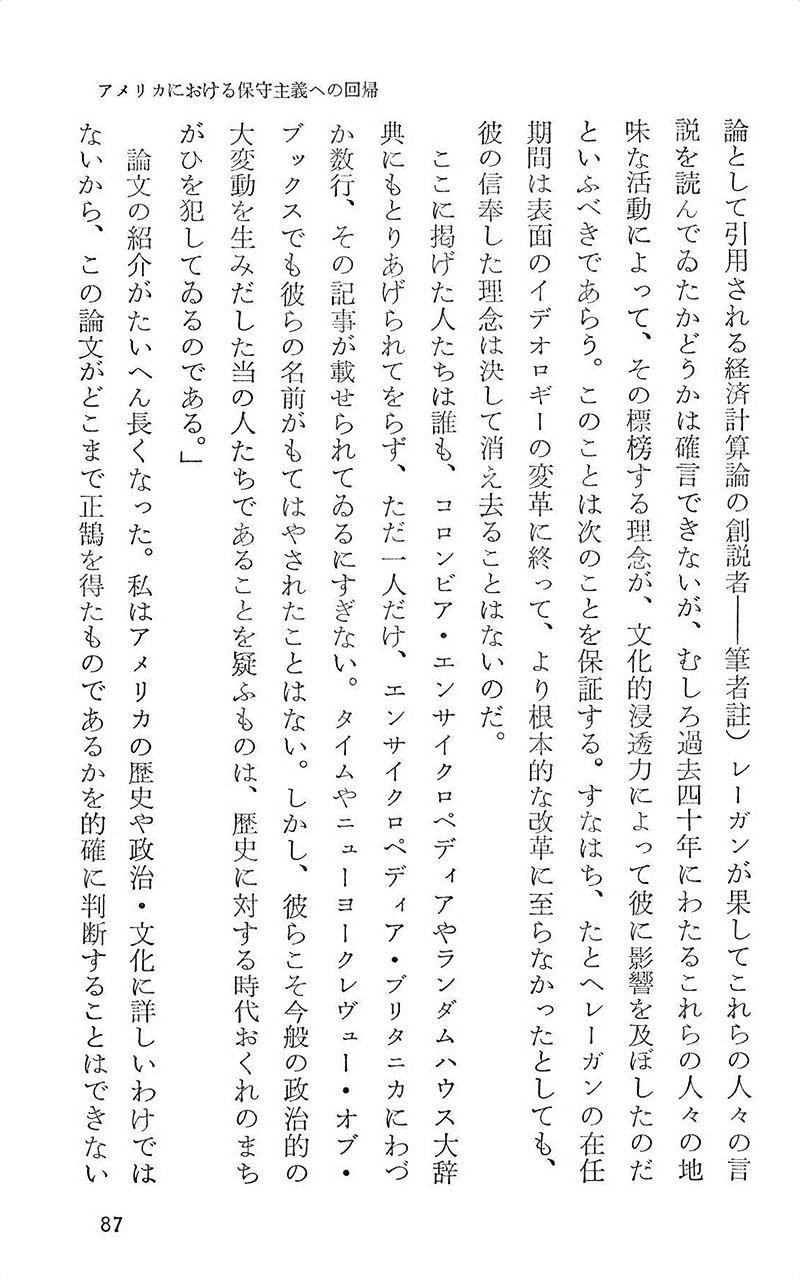 アメリカにおける保守主義への回帰
論として引用される経済計算論の創説者——筆者註）レーガンが果してこれらの人々の言
説を読んでゐたかどうかは確言できないが、むしろ過去四十年にわたるこれらの人々の地
味な活動によって、その標榜する理念が、文化的浸透力によって彼に影響を及ぼしたのだ
といふべきであらう。このことは次のことを保証する。すなはち、たとへレーガンの在任
期間は表面のイデオロギーの変革に終って、より根本的な改革に至らなかったとしても、
彼の信奉した理念は決して消え去ることはないのだ。
ここに掲げた人たちは誰も、コロンビア・エンサイクロペディアやランダムハウス大辞
典にもとりあげられてをらず、ただ一人だけ、エンサイクロペディア・ブリタニカにわづ
か数行、その記事が載せられてゐるにすぎない。タイムやニューヨークレヴュー・オブ・
ブックスでも彼らの名前がもてはやされたことはない。しかし、彼らこそ今般の政治的の
大変動を生みだした当の人たちであることを疑ふものは、歴史に対する時代おくれのまち
がひを犯してゐるのである。」
論文の紹介がたいへん長くなった。私はアメリカの歴史や政治・文化に詳しいわけでは
ないから、この論文がどこまで正鵠を得たものであるかを的確に判断することはできない
87